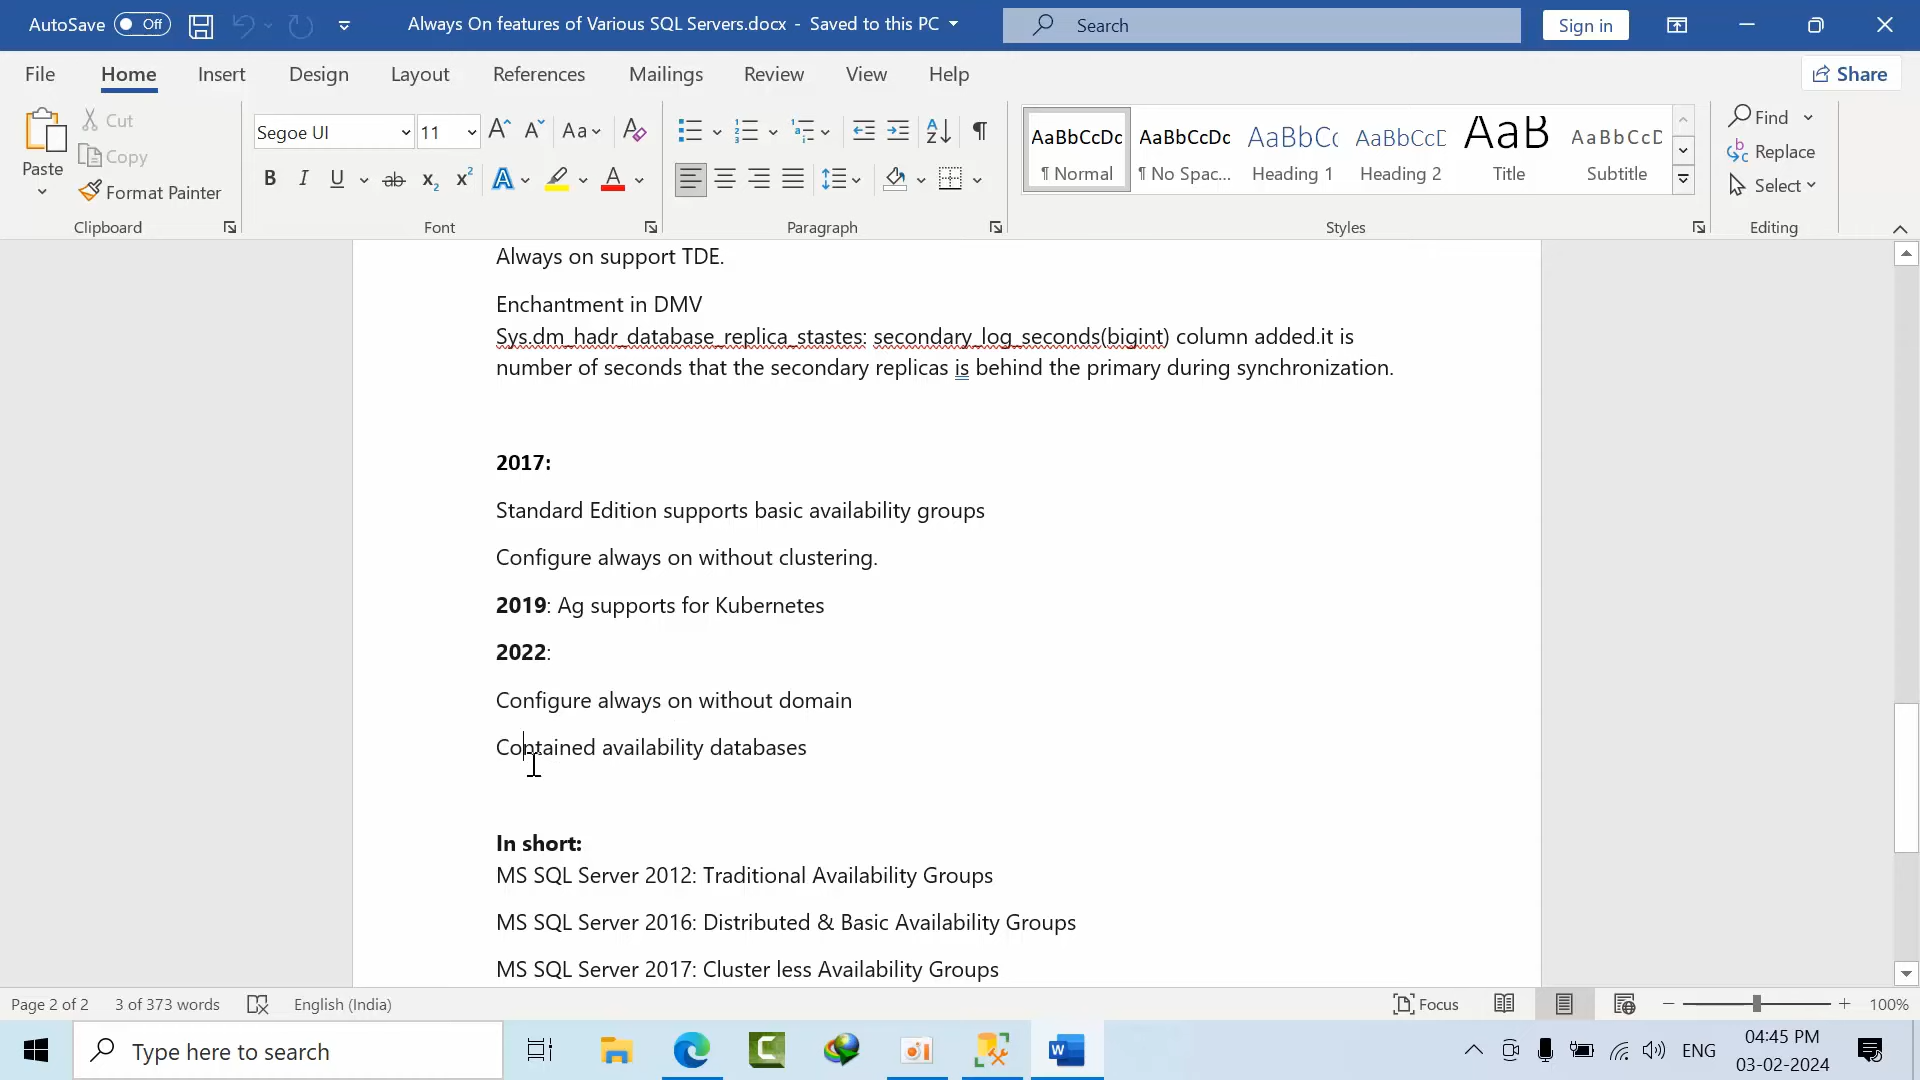 AutoSave Off Always On features of Various SQL Servers.docx - Saved to this PC Search Sign in
File Home Insert Design Layout References Mailings Review View Help Share
Paste Cut Copy Format Painter
Clipboard
Segoe UI 11
Font
Paragraph
AaBbCcDc AaBbCcDc AaBbCc AaBbCcD AaB AaBbCcD
¶ Normal ¶ No Spac... Heading 1 Heading 2 Title Subtitle
Styles
Find
Replace
Select
Editing
Always on support TDE.
Enchantment in DMV
Sys.dm_hadr_database_replica_stastes: secondary_log_seconds(bigint) column added.it is
number of seconds that the secondary replicas is behind the primary during synchronization.
2017:
Standard Edition supports basic availability groups
Configure always on without clustering.
2019: Ag supports for Kubernetes
2022:
Configure always on without domain
Contained availability databases
In short:
MS SQL Server 2012: Traditional Availability Groups
MS SQL Server 2016: Distributed & Basic Availability Groups
MS SQL Server 2017: Cluster less Availability Groups
Page 2 of 2 3 of 373 words English (India) Focus 100%
Type here to search ENG 04:45 PM
03-02-2024